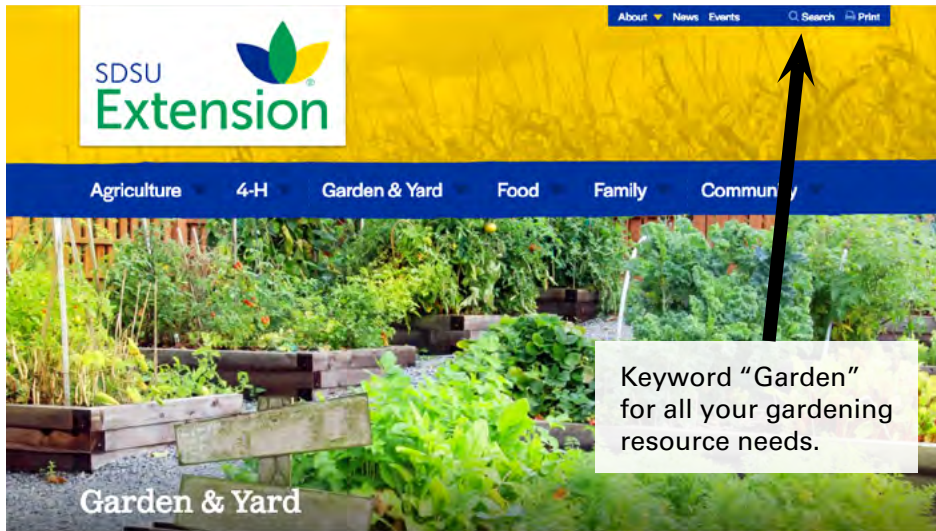 About News Events Search Print
SDSU
Extension
®
Agriculture 4-H Garden & Yard Food Family Community
Keyword “Garden”
for all your gardening
resource needs.
Garden & Yard